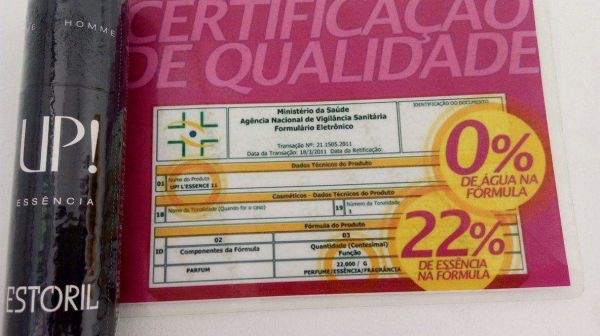 HOMME
UP!
ESSÊNCIA
ESTORIL
CERTIFICAÇÃO
DE QUALIDADE
Ministério da Saúde
Agência Nacional de Vigilância Sanitária
Formulário Eletrônico
IDENTIFICAÇÃO DO DOCUMENTO
Transação Nº: 21.1505.2011
Data da Transação: 18/3/2011 Data da Retificação:
Dados Técnicos do Produto
01 Nome do Produto
UP! L'ESSENCE 11
Cosméticos - Dados Técnicos do Produto
18 Nome da Tonalidade (Quando for o caso)
19 Número da Tonalidade
1
Fórmula do Produto
ID
02
Componentes da Fórmula
03
Quantidade (Centesimal)
Função
PARFUM
22,000 / G
PERFUME/ESSÊNCIA/FRAGRÂNCIA
0%
DE ÁGUA NA
FÓRMULA
22%
DE ESSÊNCIA
NA FÓRMULA